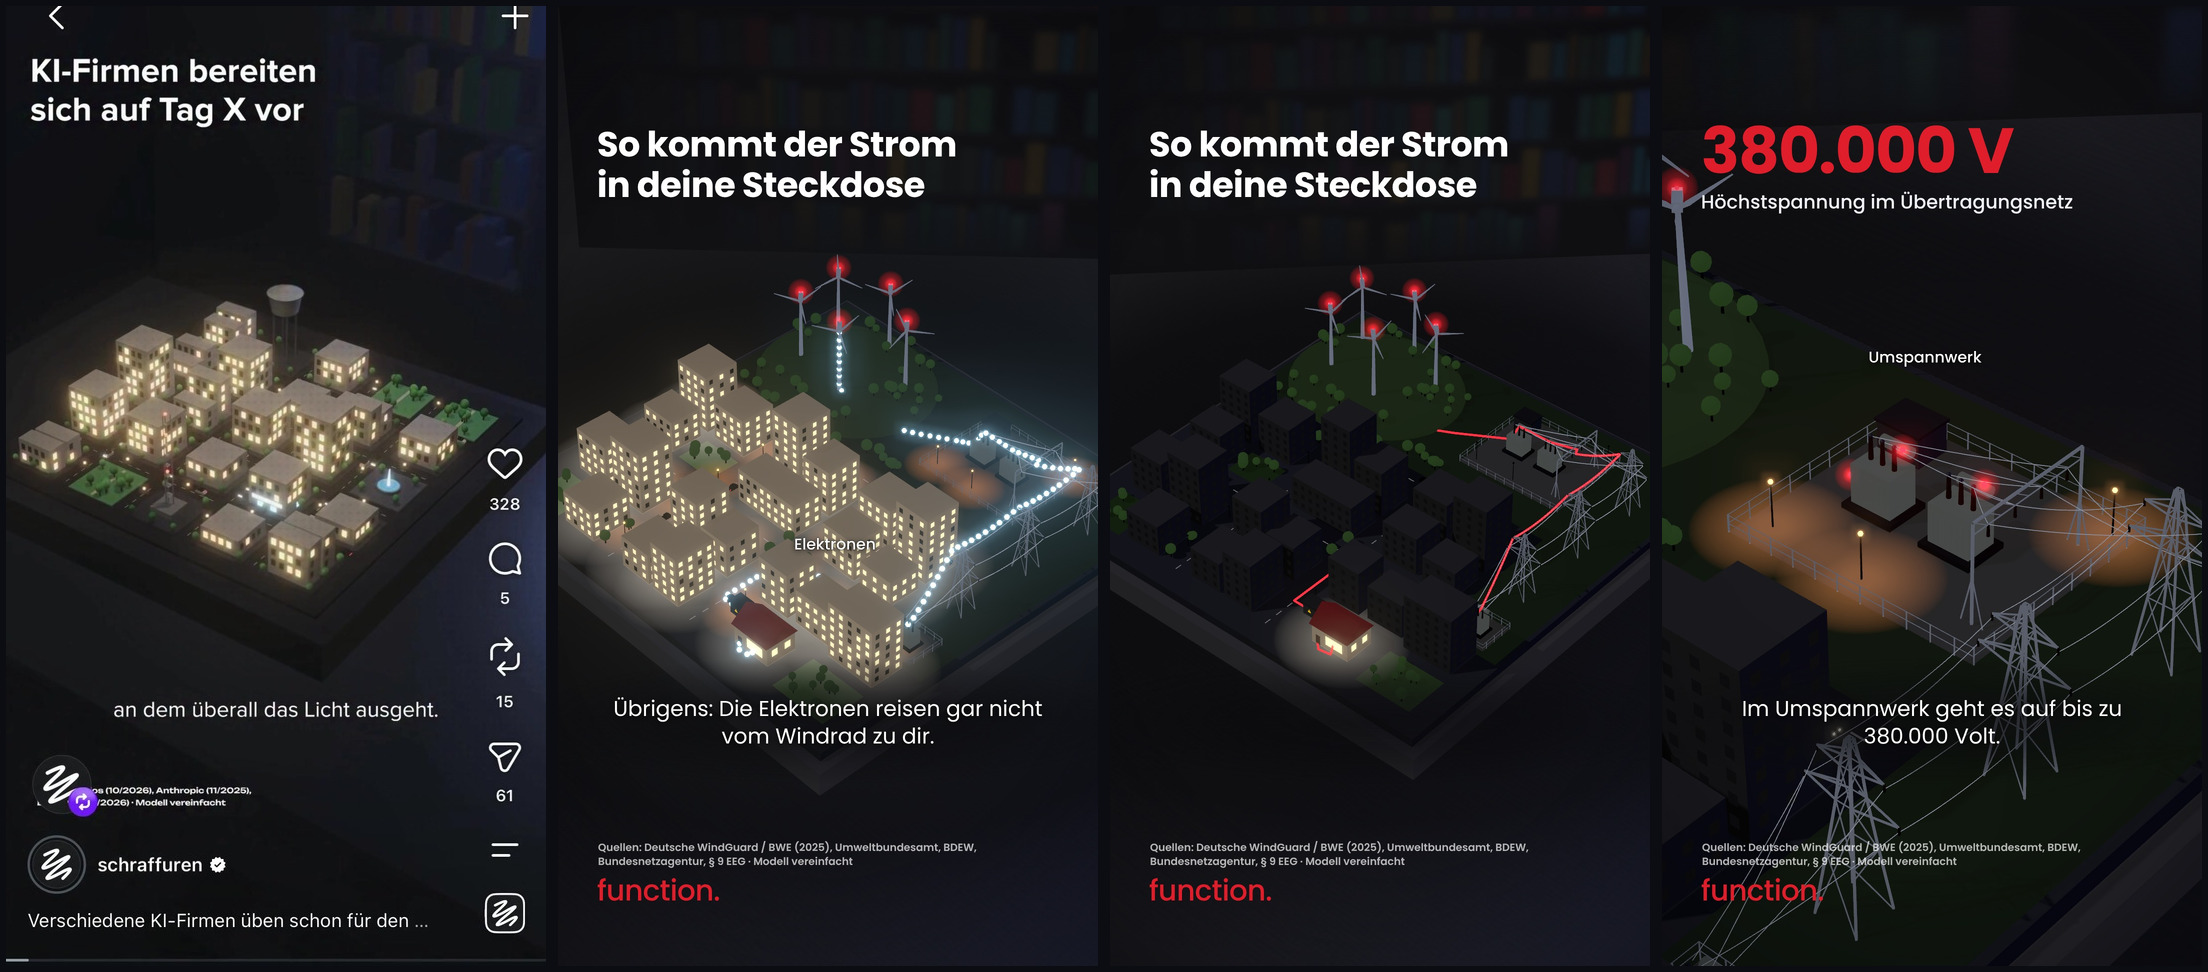 KI-Firmen bereiten
sich auf Tag X vor
328
5
15
61
an dem überall das Licht ausgeht.
(10/2026), Anthropic (11/2025),
/2026) · Modell vereinfacht
schraffuren
Verschiedene KI-Firmen üben schon für den ...
So kommt der Strom
in deine Steckdose
Elektronen
Übrigens: Die Elektronen reisen gar nicht
vom Windrad zu dir.
Quellen: Deutsche WindGuard / BWE (2025), Umweltbundesamt, BDEW,
Bundesnetzagentur, § 9 EEG · Modell vereinfacht
function.
So kommt der Strom
in deine Steckdose
Quellen: Deutsche WindGuard / BWE (2025), Umweltbundesamt, BDEW,
Bundesnetzagentur, § 9 EEG · Modell vereinfacht
function.
380.000 V
Höchstspannung im Übertragungsnetz
Umspannwerk
Im Umspannwerk geht es auf bis zu
380.000 Volt.
Quellen: Deutsche WindGuard / BWE (2025), Umweltbundesamt, BDEW,
Bundesnetzagentur, § 9 EEG · Modell vereinfacht
function.